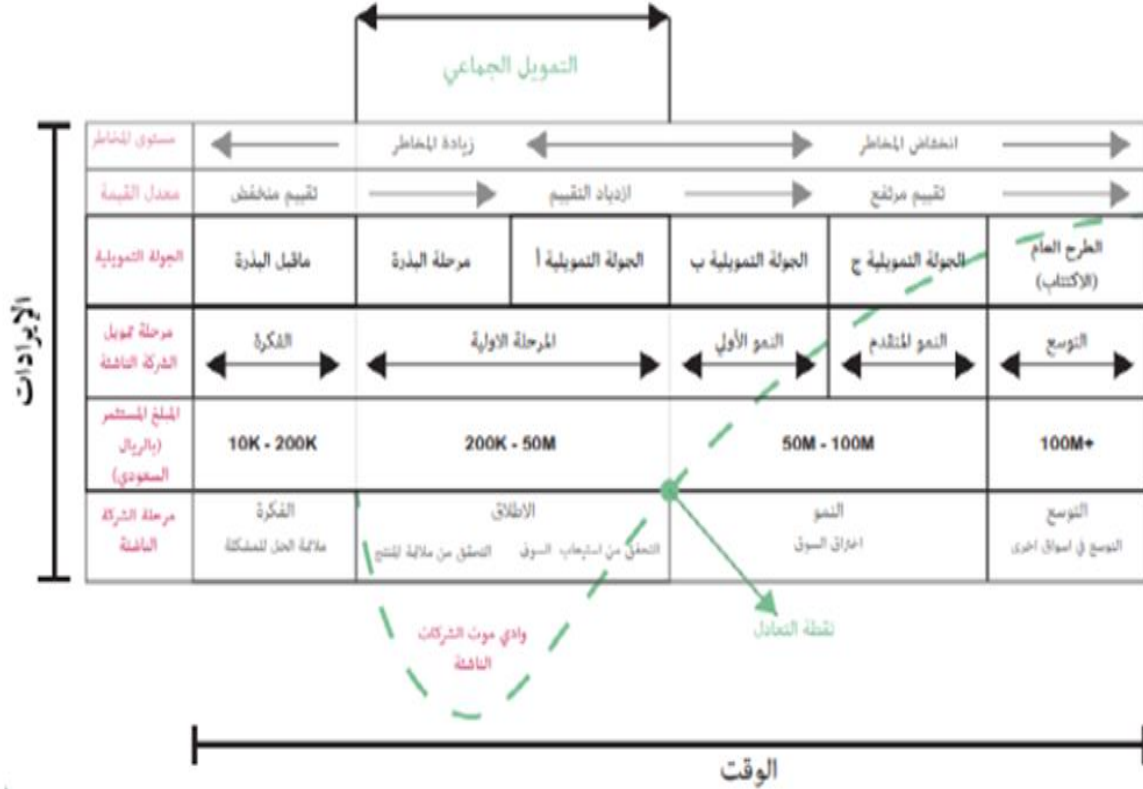 التمويل الجماعي
مستوى المخاطر
زيادة المخاطر
انخفاض المخاطر
معدل القيمة
تقييم منخفض
ازدياد التقييم
تقييم مرتفع
الجولة التمويلية
ماقبل البذرة
مرحلة البذرة
الجولة التمويلية أ
الجولة التمويلية ب
الجولة التمويلية ج
الطرح العام
(الاكتتاب)
مرحلة تمويل
الشركة الناشئة
الفكرة
المرحلة الاولية
النمو الأولي
النمو المتقدم
التوسع
المبلغ المستثمر
(بالريال
السعودي)
10K - 200K
200K - 50M
50M - 100M
100M+
مرحلة الشركة
الناشئة
الفكرة
ملائمة الحل للمشكلة
الاطلاق
التحقق من ملائمة المنتج
التحقق من استيعاب السوق
النمو
اختراق السوق
التوسع
التوسع في اسواق اخرى
وادي موت الشركات
الناشئة
نقطة التعادل
الإيرادات
الوقت